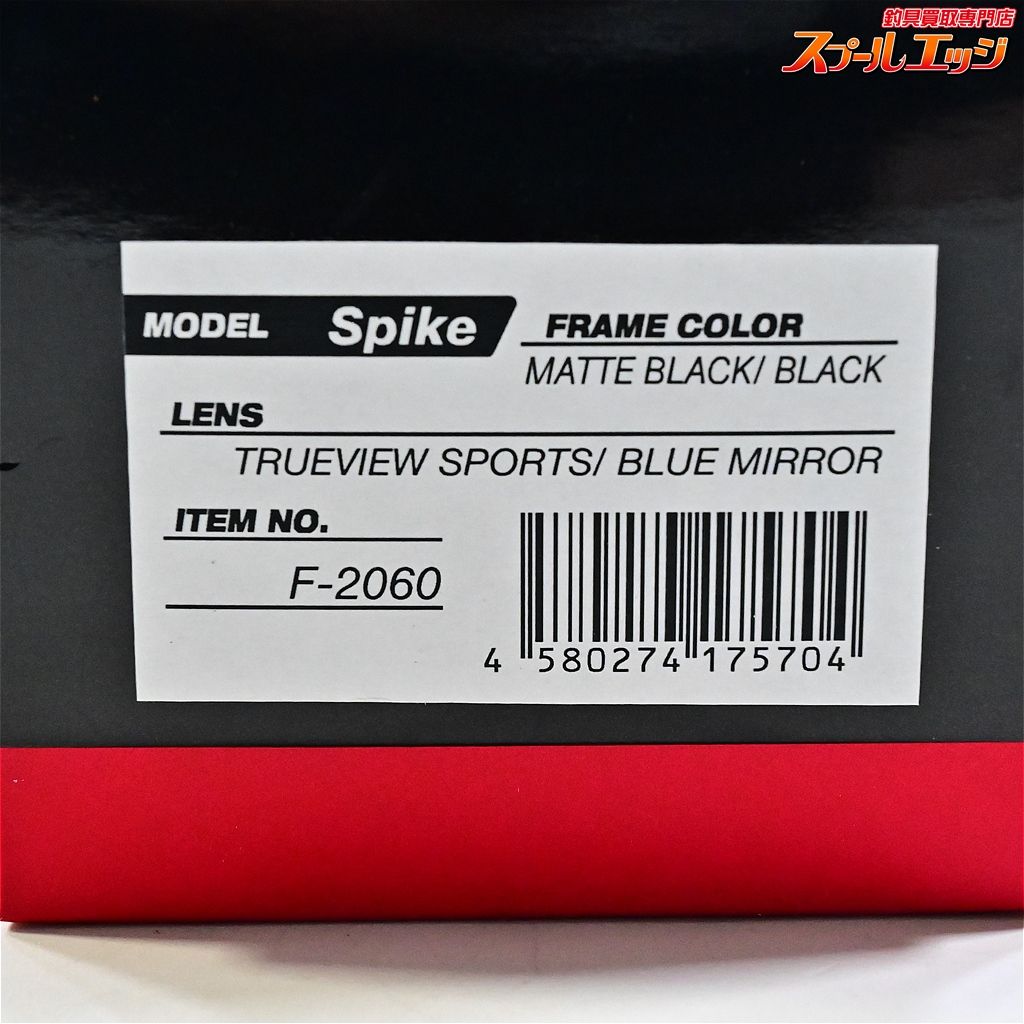 釣具買取専門店
スプールエッジ
MODEL Spike
FRAME COLOR
MATTE BLACK/ BLACK
LENS
TRUEVIEW SPORTS/ BLUE MIRROR
ITEM NO.
F-2060
4 580274 175704